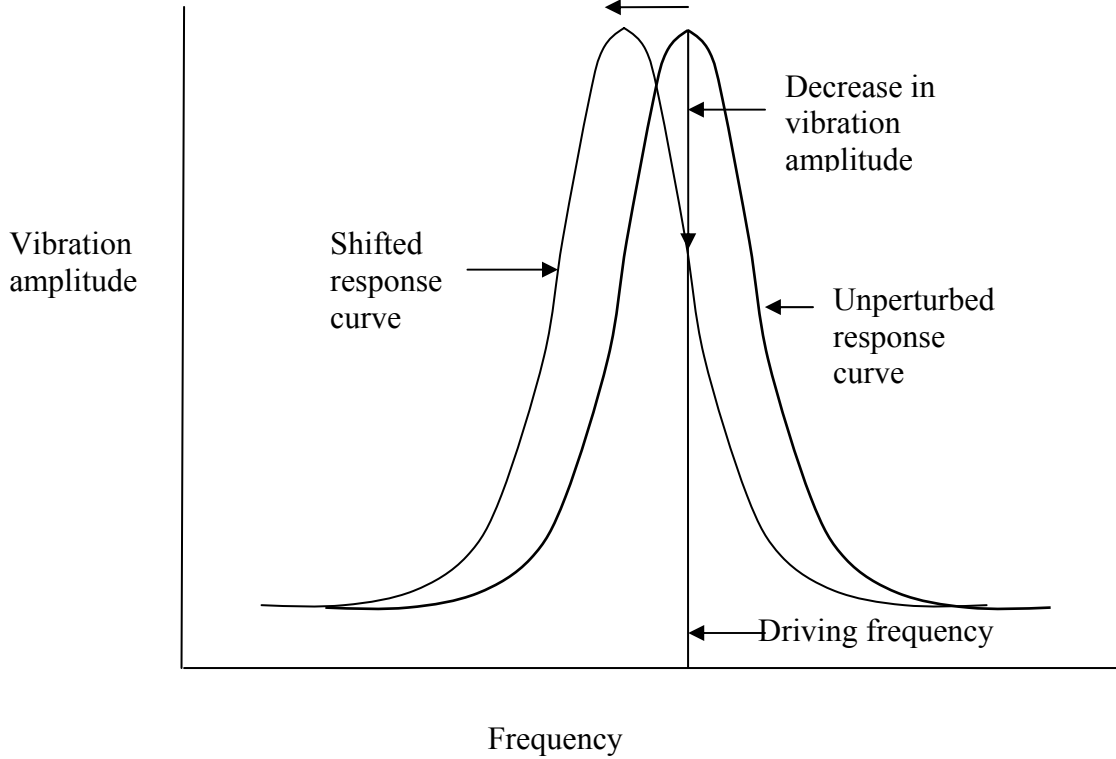 Decrease in
vibration
amplitude
Vibration
amplitude
Shifted
response
curve
Unperturbed
response
curve
Driving frequency
Frequency